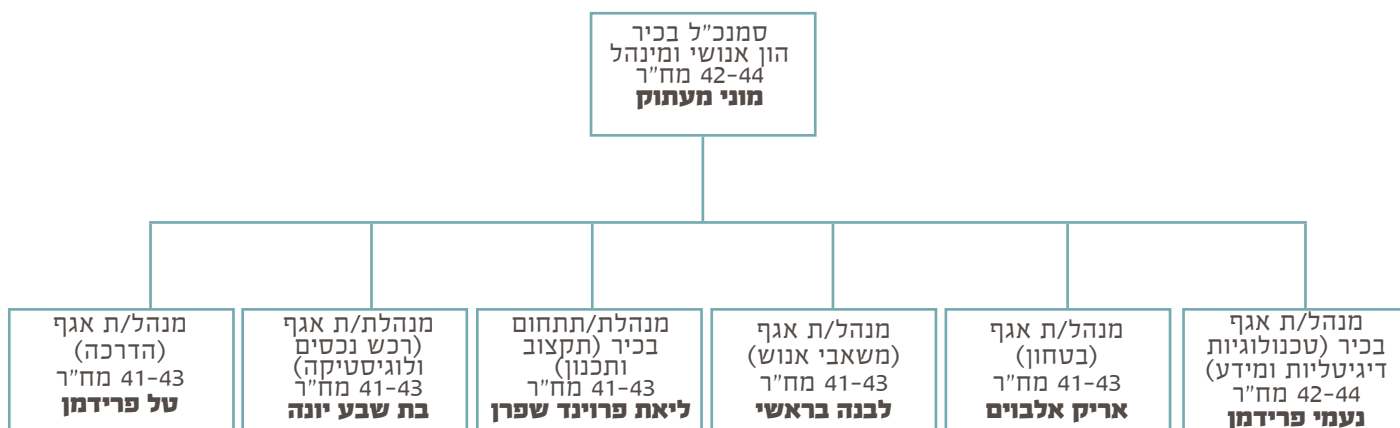 סמנכ"ל בכיר
הון אנושי ומינהל
42-44 מח"ר
מוני מעתוק
מנהל/ת אגף
בכיר (טכנולוגיות
דיגיטליות ומידע)
42-44 מח"ר
נעמי פרידמן
מנהל/ת אגף
(בטחון)
41-43 מח"ר
אריק אלבוים
מנהל/ת אגף
(משאבי אנוש)
41-43 מח"ר
לבנה בראשי
מנהלת/תתחום
בכיר (תקצוב
ותכנון)
41-43 מח"ר
ליאת פרוינד שפרן
מנהלת/ת אגף
(רכש נכסים
ולוגיסטיקה)
41-43 מח"ר
בת שבע יונה
מנהל/ת אגף
(הדרכה)
41-43 מח"ר
טל פרידמן